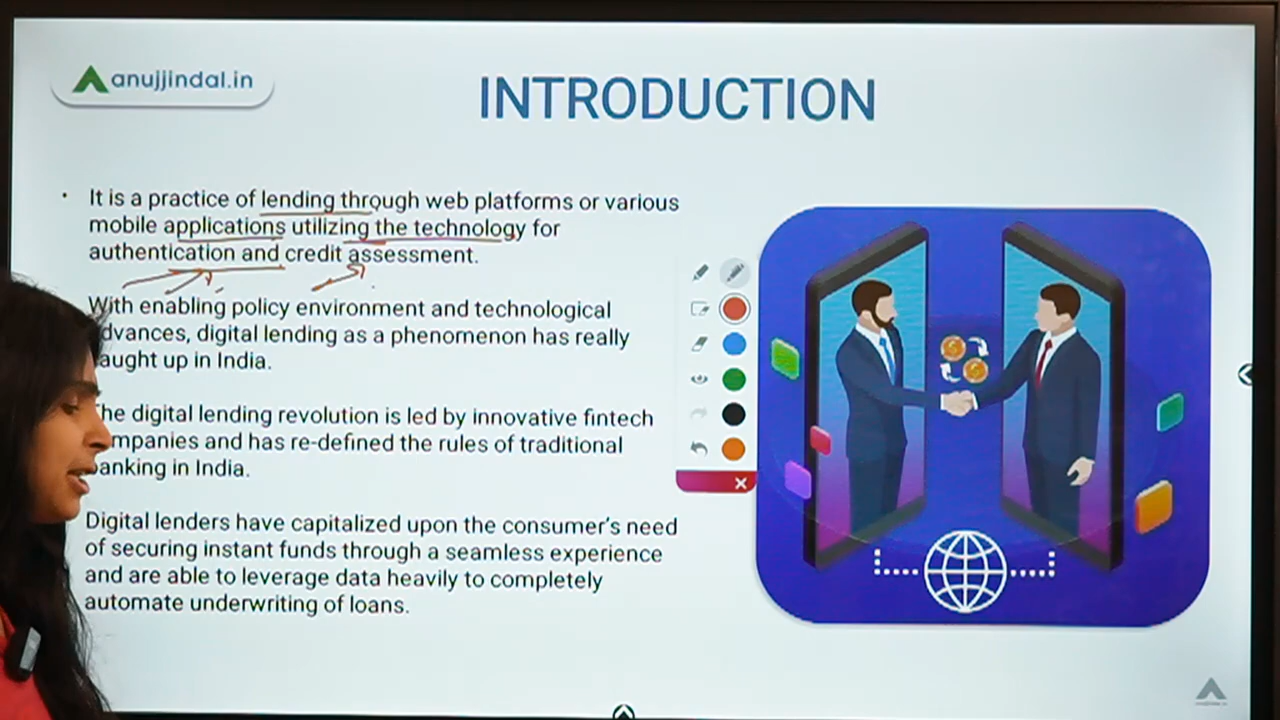 anujjindal.in
INTRODUCTION
It is a practice of lending through web platforms or various
mobile applications utilizing the technology for
authentication and credit assessment.
With enabling policy environment and technological
dvances, digital lending as a phenomenon has really
aught up in India.
he digital lending revolution is led by innovative fintech
mpanies and has re-defined the rules of traditional
anking in India.
Digital lenders have capitalized upon the consumer's need
of securing instant funds through a seamless experience
and are able to leverage data heavily to completely
automate underwriting of loans.